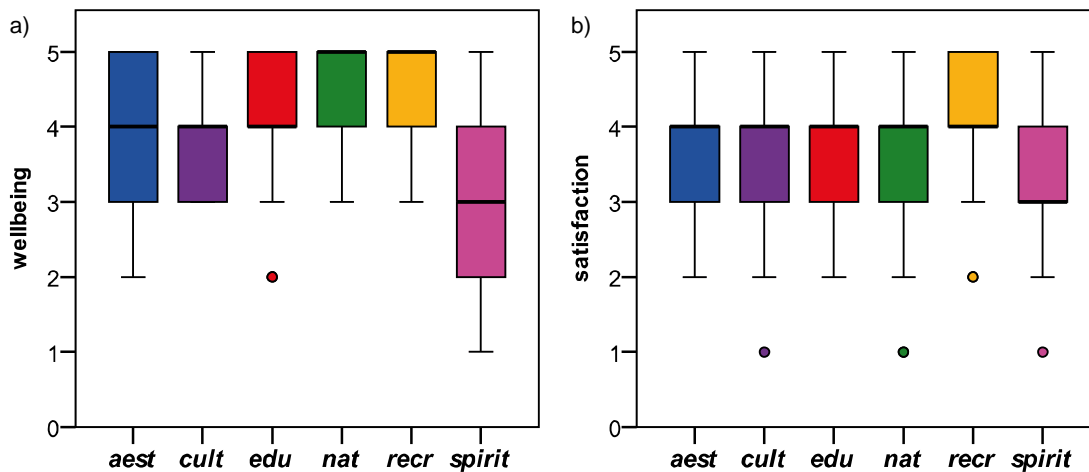 a)
wellbeing
5
4
3
2
1
0
aest cult edu nat recr spirit
b)
satisfaction
5
4
3
2
1
0
aest cult edu nat recr spirit